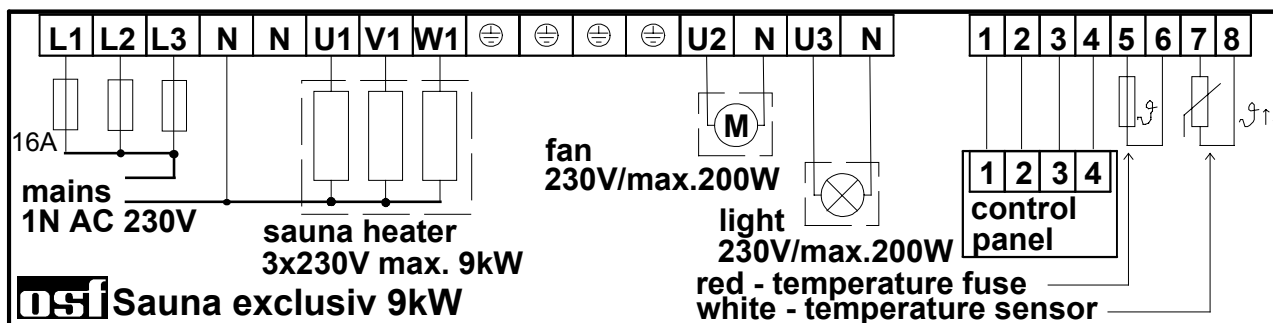 L1 L2 L3 N N U1 V1 W1 U2 N U3 N 1 2 3 4 5 6 7 8
16A
ϑ ϑ↑
M
mains
1N AC 230V
sauna heater
3x230V max. 9kW
fan
230V/max.200W
light
230V/max.200W
1 2 3 4
control
panel
red - temperature fuse
white - temperature sensor
osf Sauna exclusiv 9kW